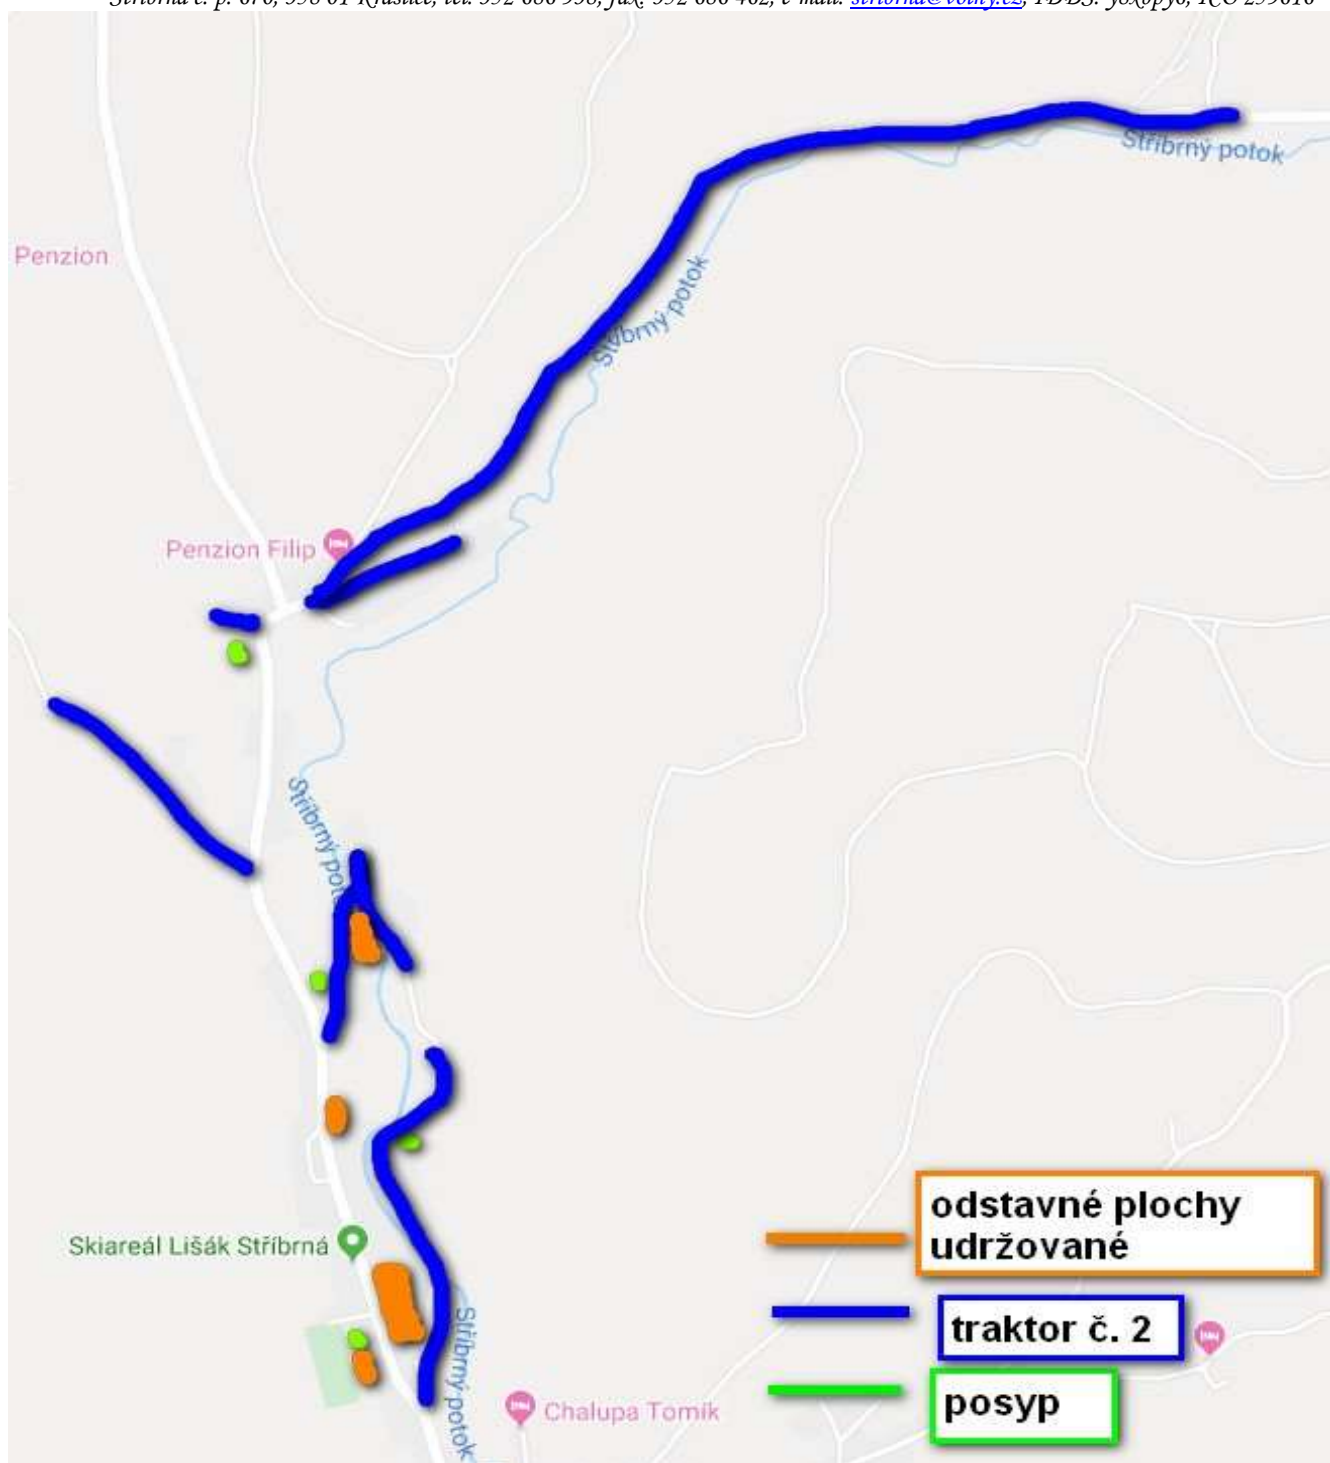 Stříbrný potok
Penzion
Stříbrný potok
Penzion Filip
Stříbrný potok
odstavné plochy
udržované
Skiareál Lišák Stříbrná
traktor č. 2
Stříbrný potok
posyp
Chalupa Tomík